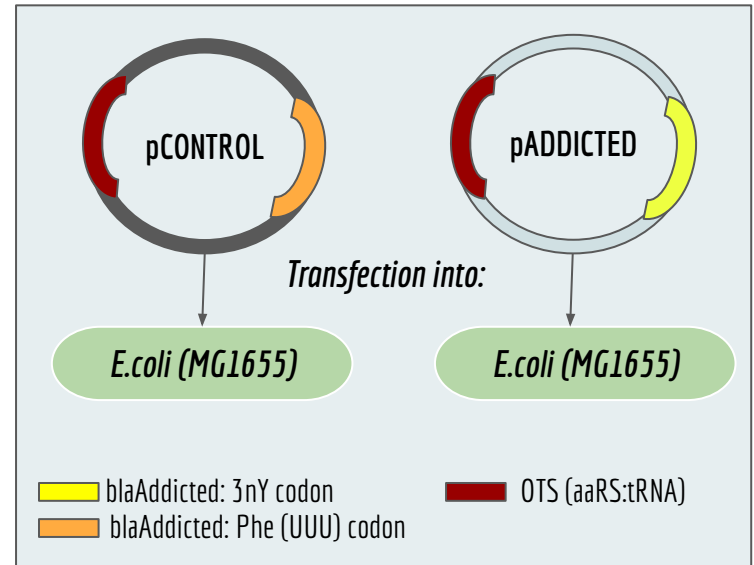 pCONTROL
pADDICTED
Transfection into:
E.coli (MG1655)
E.coli (MG1655)
blaAddicted: 3nY codon
OTS (aaRS:tRNA)
blaAddicted: Phe (UUU) codon